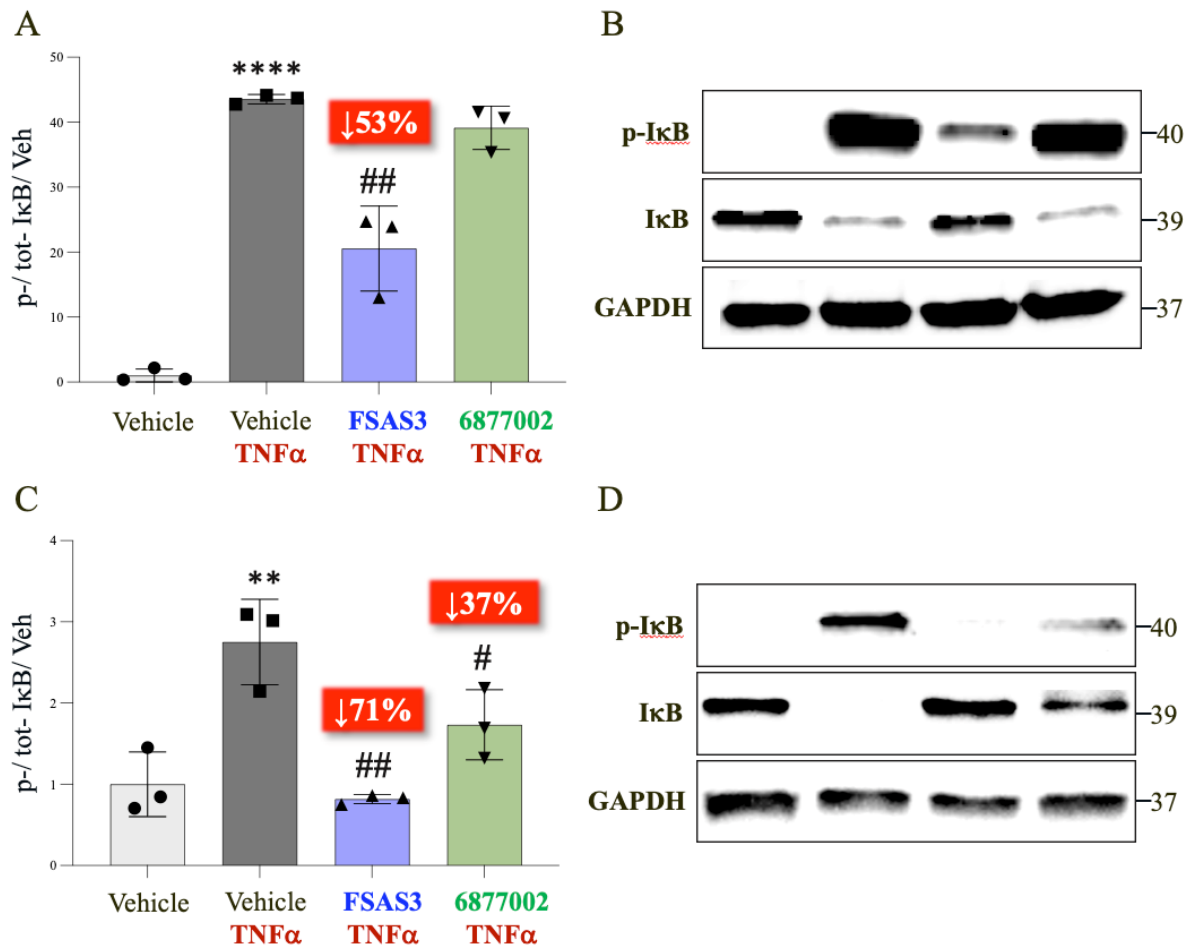 A
p-/ tot- IκB/ Veh
50
40
30
20
10
0
****
↓53%
##
Vehicle
Vehicle
TNFα
FSAS3
TNFα
6877002
TNFα
B
p-IκB
40
IκB
39
GAPDH
37
C
p-/ tot- IκB/ Veh
4
3
2
1
0
**
↓71%
##
↓37%
#
Vehicle
Vehicle
TNFα
FSAS3
TNFα
6877002
TNFα
D
p-IκB
40
IκB
39
GAPDH
37